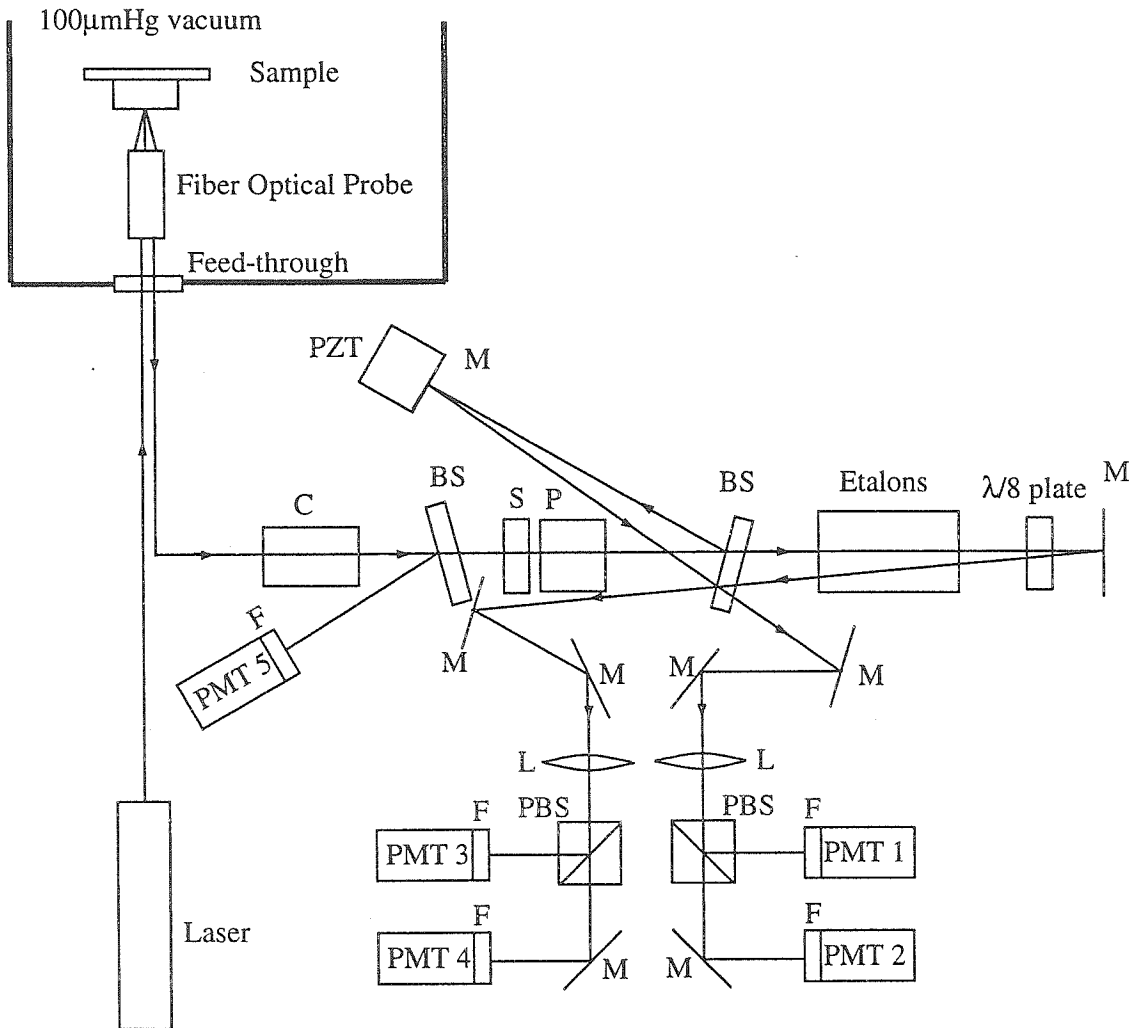 100μmHg vacuum
Sample
Fiber Optical Probe
Feed-through
PZT
M
BS
S
P
BS
Etalons
λ/8 plate
M
C
F
PMT 5
M
M
M
M
L
L
PBS
PBS
F
PMT 3
F
PMT 1
F
PMT 4
F
PMT 2
M
M
Laser